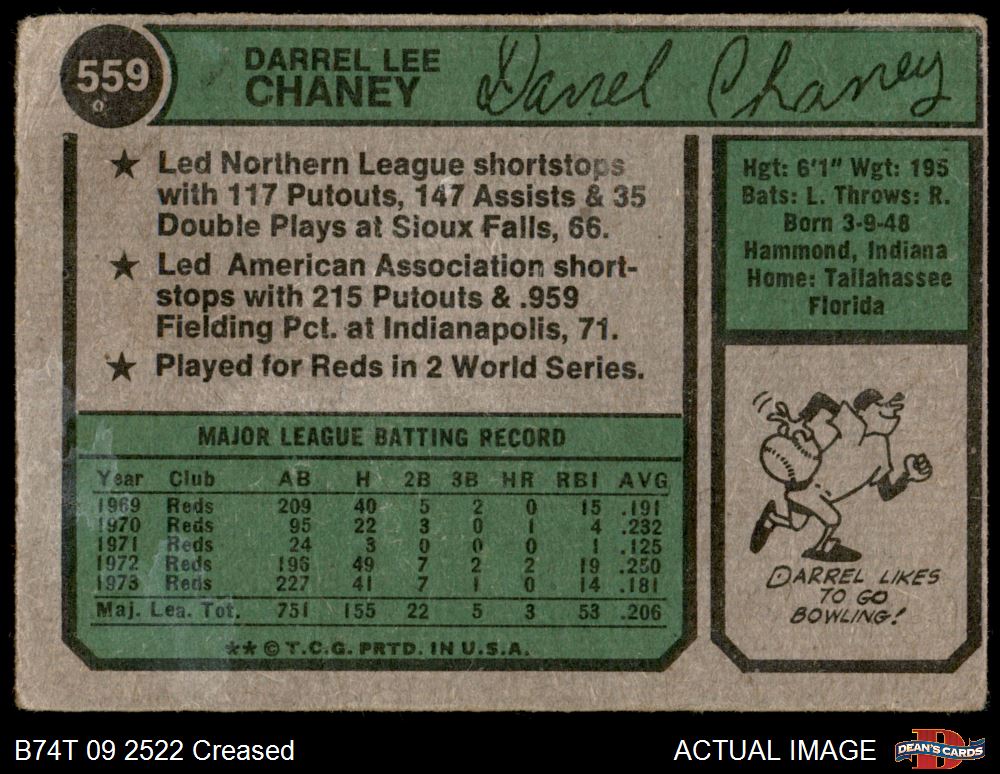 559
DARREL LEE
CHANEY
Darrel Chaney
★ Led Northern League shortstops
with 117 Putouts, 147 Assists & 35
Double Plays at Sioux Falls, 66.
★ Led American Association short-
stops with 215 Putouts & .959
Fielding Pct. at Indianapolis, 71.
★ Played for Reds in 2 World Series.
Hgt: 6'1" Wgt: 195
Bats: L. Throws: R.
Born 3-9-48
Hammond, Indiana
Home: Tallahassee
Florida
MAJOR LEAGUE BATTING RECORD
Year Club AB H 2B 3B HR RBI AVG
1969 Reds 209 40 5 2 0 15 .191
1970 Reds 95 22 3 0 1 4 .232
1971 Reds 24 3 0 0 0 1 .125
1972 Reds 196 49 7 2 2 19 .250
1973 Reds 227 41 7 1 0 14 .181
Maj. Lea. Tot. 751 155 22 5 3 53 .206
** © T.C.G. PRTD. IN U.S.A.
DARREL LIKES
TO GO
BOWLING!
B74T 09 2522 Creased
ACTUAL IMAGE
DEAN'S CARDS